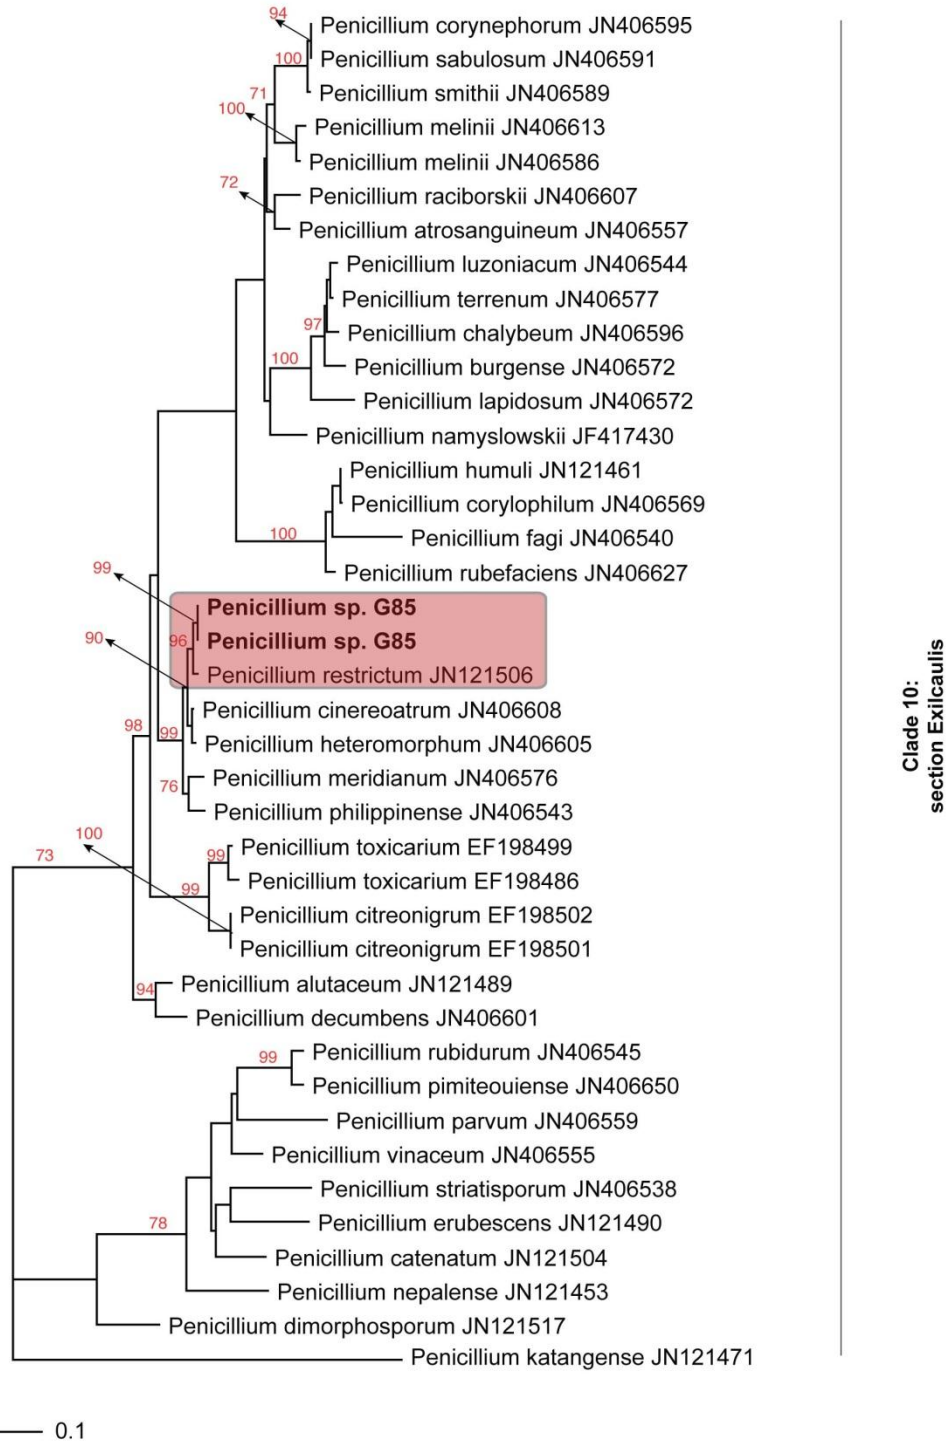 94
Penicillium corynephorum JN406595
100
Penicillium sabulosum JN406591
71
Penicillium smithii JN406589
100
Penicillium melinii JN406613
Penicillium melinii JN406586
72
Penicillium raciborskii JN406607
Penicillium atrosanguineum JN406557
Penicillium luzoniacum JN406544
Penicillium terrenum JN406577
97
Penicillium chalybeum JN406596
100
Penicillium burgense JN406572
Penicillium lapidosum JN406572
Penicillium namyslowskii JF417430
Penicillium humuli JN121461
Penicillium corylophilum JN406569
100
Penicillium fagi JN406540
Penicillium rubefaciens JN406627
99
Penicillium sp. G85
90
96
Penicillium sp. G85
Penicillium restrictum JN121506
Penicillium cinereoatrum JN406608
98
99
Penicillium heteromorphum JN406605
Penicillium meridianum JN406576
76
Penicillium philippinense JN406543
100
73
99
Penicillium toxicarium EF198499
99
Penicillium toxicarium EF198486
Penicillium citreonigrum EF198502
Penicillium citreonigrum EF198501
Penicillium alutaceum JN121489
94
Penicillium decumbens JN406601
99
Penicillium rubidurum JN406545
Penicillium pimiteouiense JN406650
Penicillium parvum JN406559
Penicillium vinaceum JN406555
Penicillium striatisporum JN406538
78
Penicillium erubescens JN121490
Penicillium catenatum JN121504
Penicillium nepalense JN121453
Penicillium dimorphosporum JN121517
Penicillium katangense JN121471
0.1
Clade 10:
section Exilcaulis